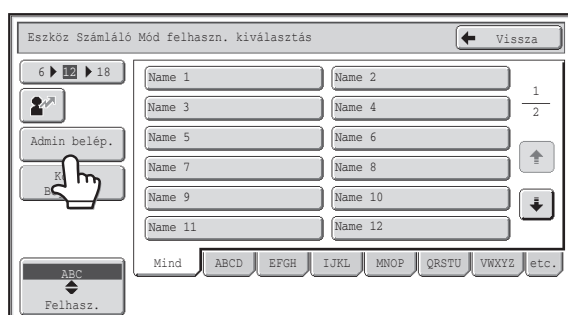 Eszköz Számláló Mód felhaszn. kiválasztás
Vissza
6 12 18
Admin belép.
Name 1
Name 2
Name 3
Name 4
Name 5
Name 6
Name 7
Name 8
Name 9
Name 10
Name 11
Name 12
1
2
Mind
ABCD
EFGH
IJKL
MNOP
QRSTU
VWXYZ
etc.
ABC
Felhasz.